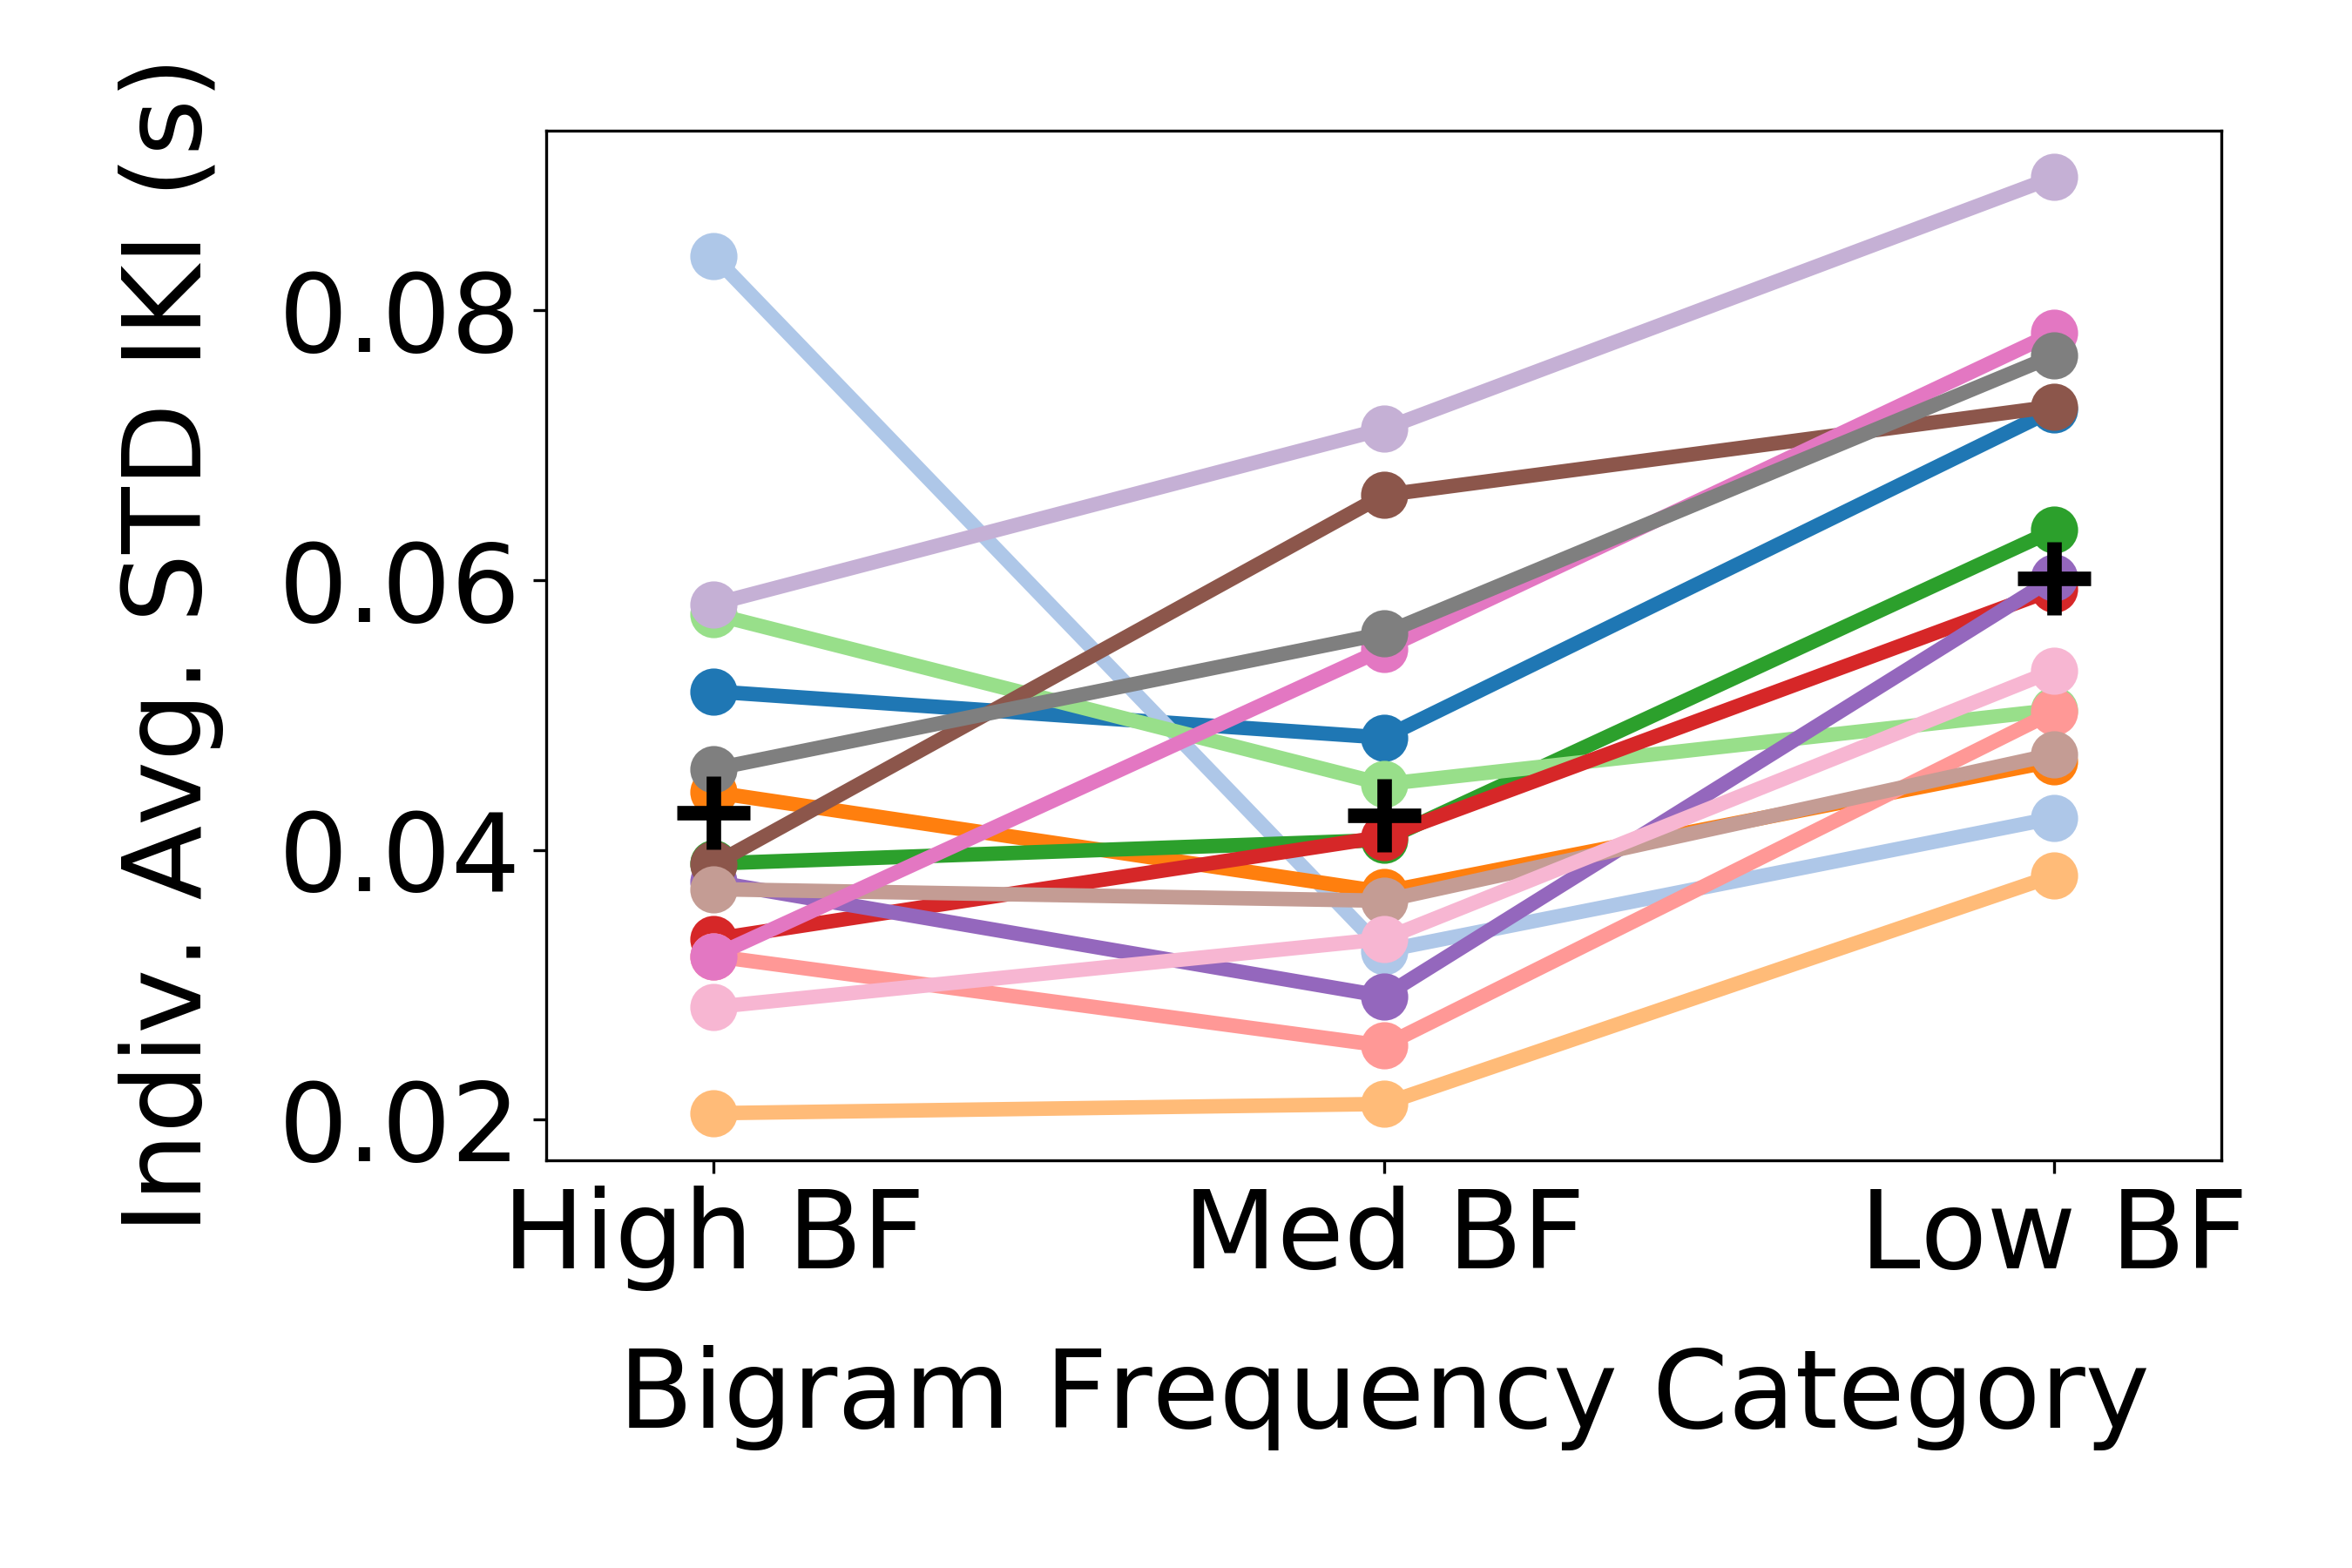 Indiv. Avg. STD IKI (s)
0.08
0.06
0.04
0.02
High BF Med BF Low BF
Bigram Frequency Category